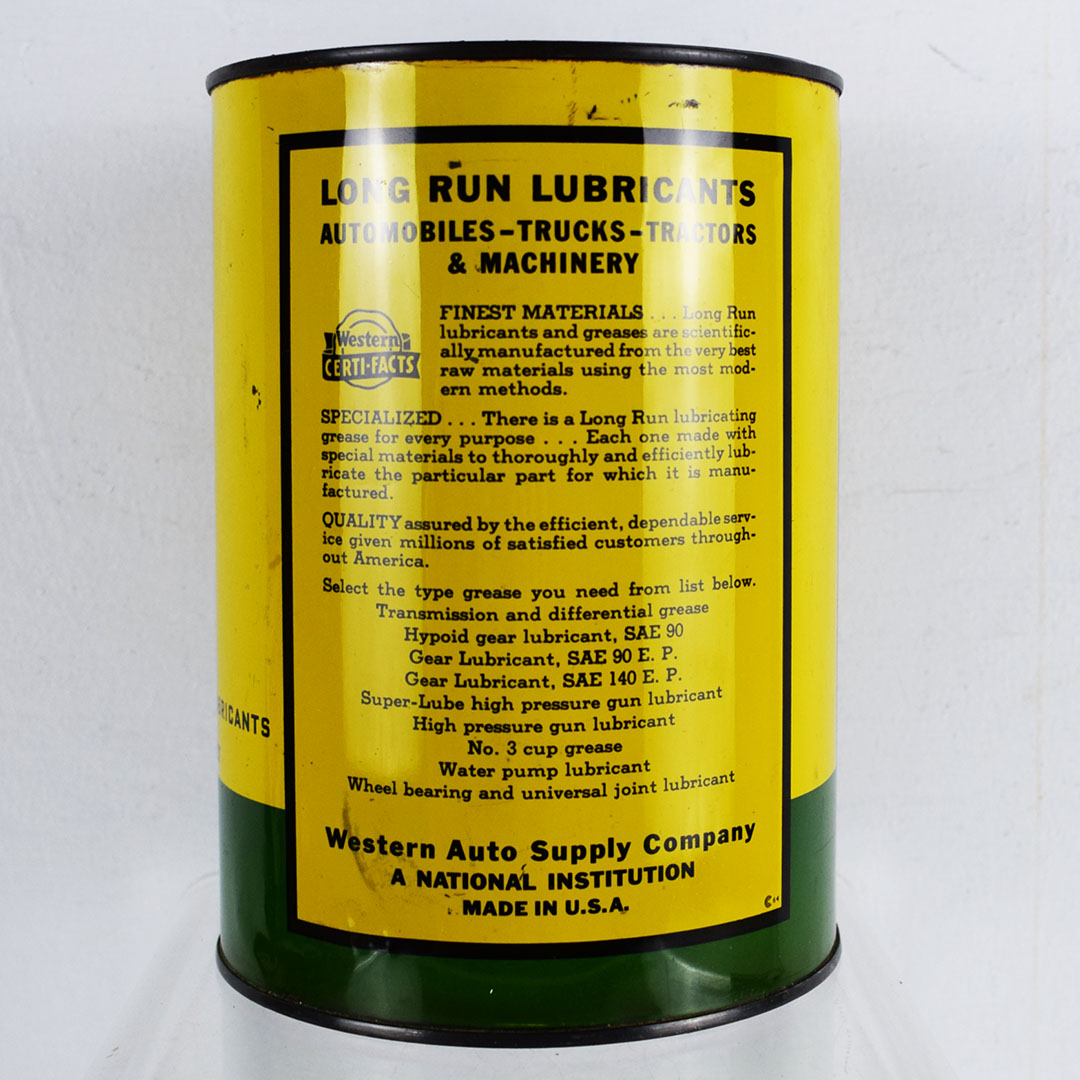 LONG RUN LUBRICANTS
AUTOMOBILES-TRUCKS-TRACTORS
& MACHINERY
Western
CERTI-FACTS
FINEST MATERIALS . . . Long Run
lubricants and greases are scientific-
ally manufactured from the very best
raw materials using the most mod-
ern methods.
SPECIALIZED . . . There is a Long Run lubricating
grease for every purpose . . . Each one made with
special materials to thoroughly and efficiently lub-
ricate the particular part for which it is manu-
factured.
QUALITY assured by the efficient, dependable serv-
ice given millions of satisfied customers through-
out America.
Select the type grease you need from list below.
Transmission and differential grease
Hypoid gear lubricant, SAE 90
Gear Lubricant, SAE 90 E. P.
Gear Lubricant, SAE 140 E. P.
Super-Lube high pressure gun lubricant
High pressure gun lubricant
No. 3 cup grease
Water pump lubricant
Wheel bearing and universal joint lubricant
Western Auto Supply Company
A NATIONAL INSTITUTION
MADE IN U.S.A.
RICANTS